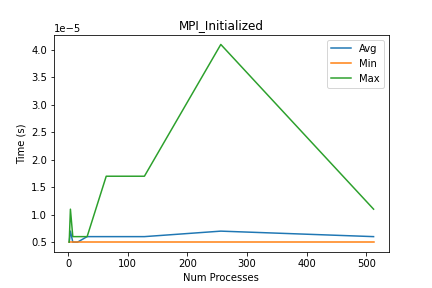 MPI_Initialized
1e−5
Avg
Min
Max
4.0
3.5
3.0
2.5
2.0
1.5
1.0
0.5
Time (s)
0 100 200 300 400 500
Num Processes